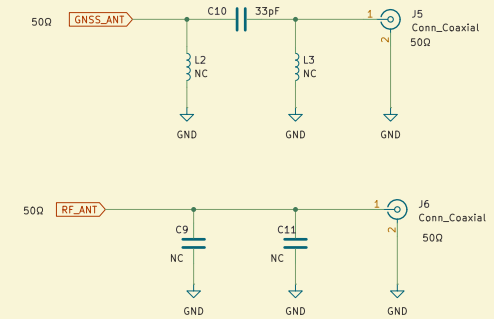 C10 33pF
50Ω GNSS_ANT
1 J5
Conn_Coaxial
50Ω
2
L2
NC
L3
NC
GND GND GND
50Ω RF_ANT
1 J6
Conn_Coaxial
50Ω
2
C9
NC
C11
NC
GND GND GND